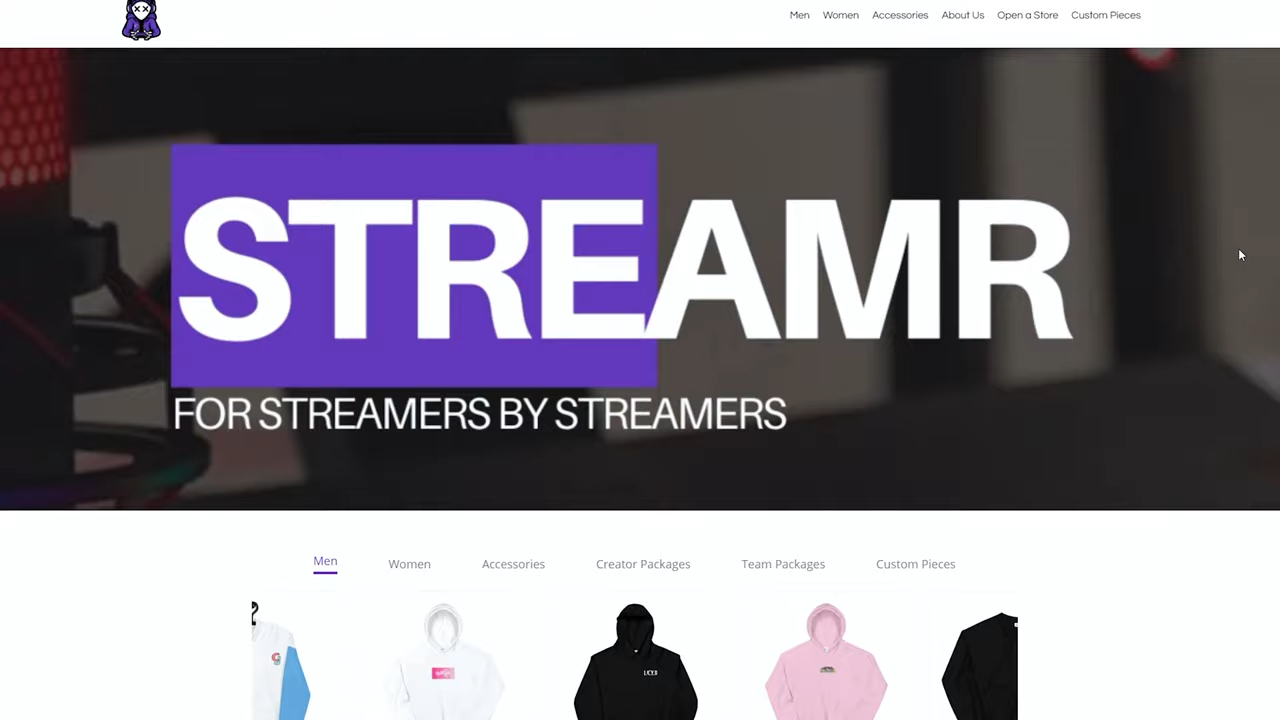 Men Women Accessories About Us Open a Store Custom Pieces
STREAMR
FOR STREAMERS BY STREAMERS
Men Women Accessories Creator Packages Team Packages Custom Pieces